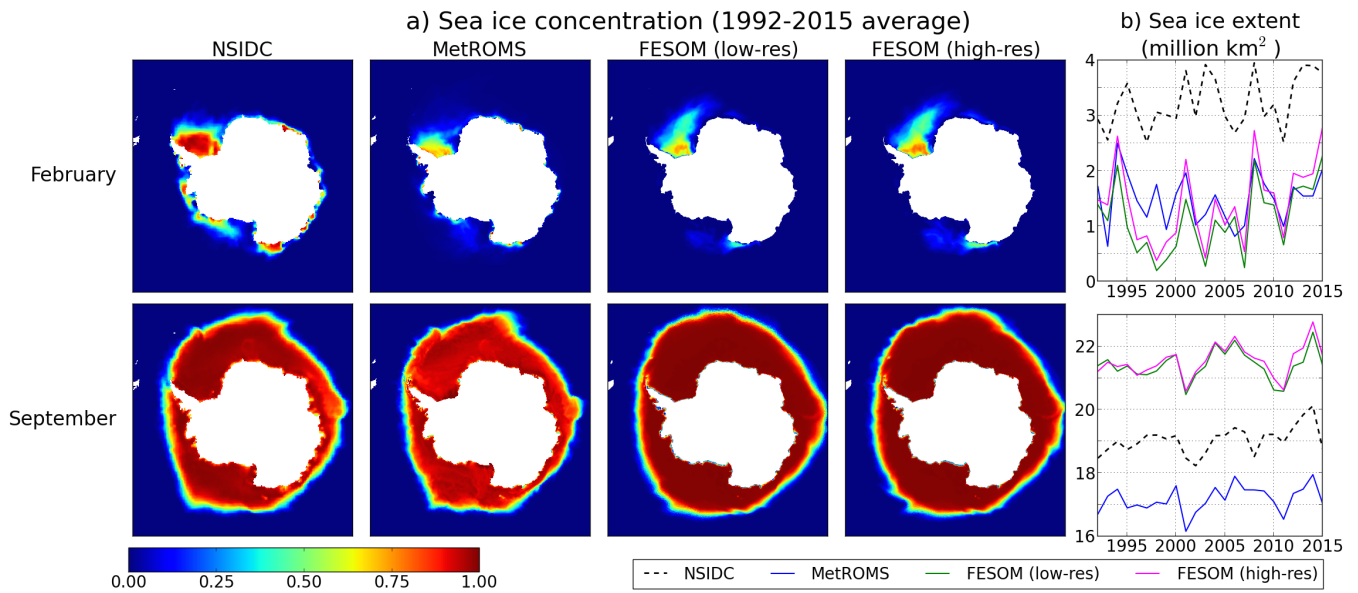 a) Sea ice concentration (1992-2015 average)
b) Sea ice extent
(million km² )
NSIDC
MetROMS
FESOM (low-res)
FESOM (high-res)
February
4
3
2
1
0
1995 2000 2005 2010 2015
September
22
20
18
16
1995 2000 2005 2010 2015
0.00 0.25 0.50 0.75 1.00
NSIDC
MetROMS
FESOM (low-res)
FESOM (high-res)